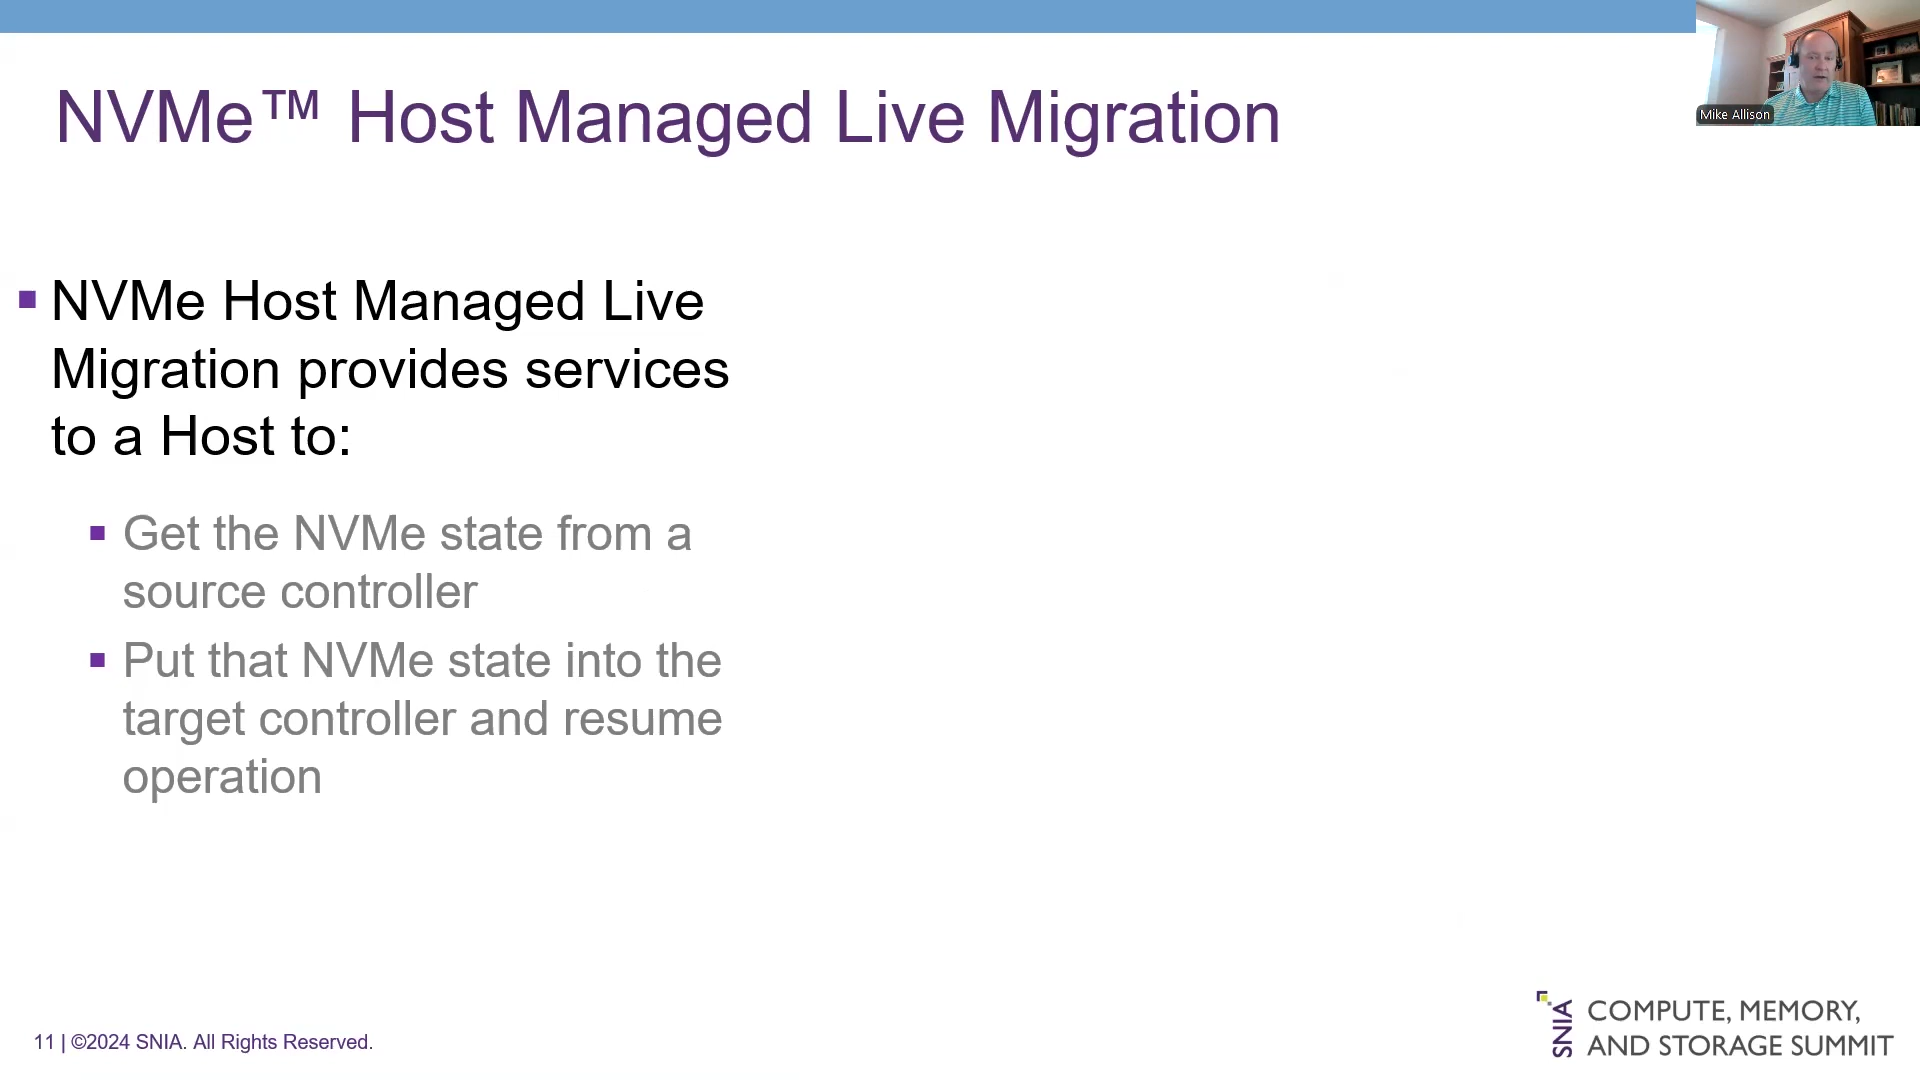 NVMe™ Host Managed Live Migration
Mike Allison
▪ NVMe Host Managed Live
Migration provides services
to a Host to:
▪ Get the NVMe state from a
source controller
▪ Put that NVMe state into the
target controller and resume
operation
11 | ©2024 SNIA. All Rights Reserved.
SNIA
COMPUTE, MEMORY,
AND STORAGE SUMMIT